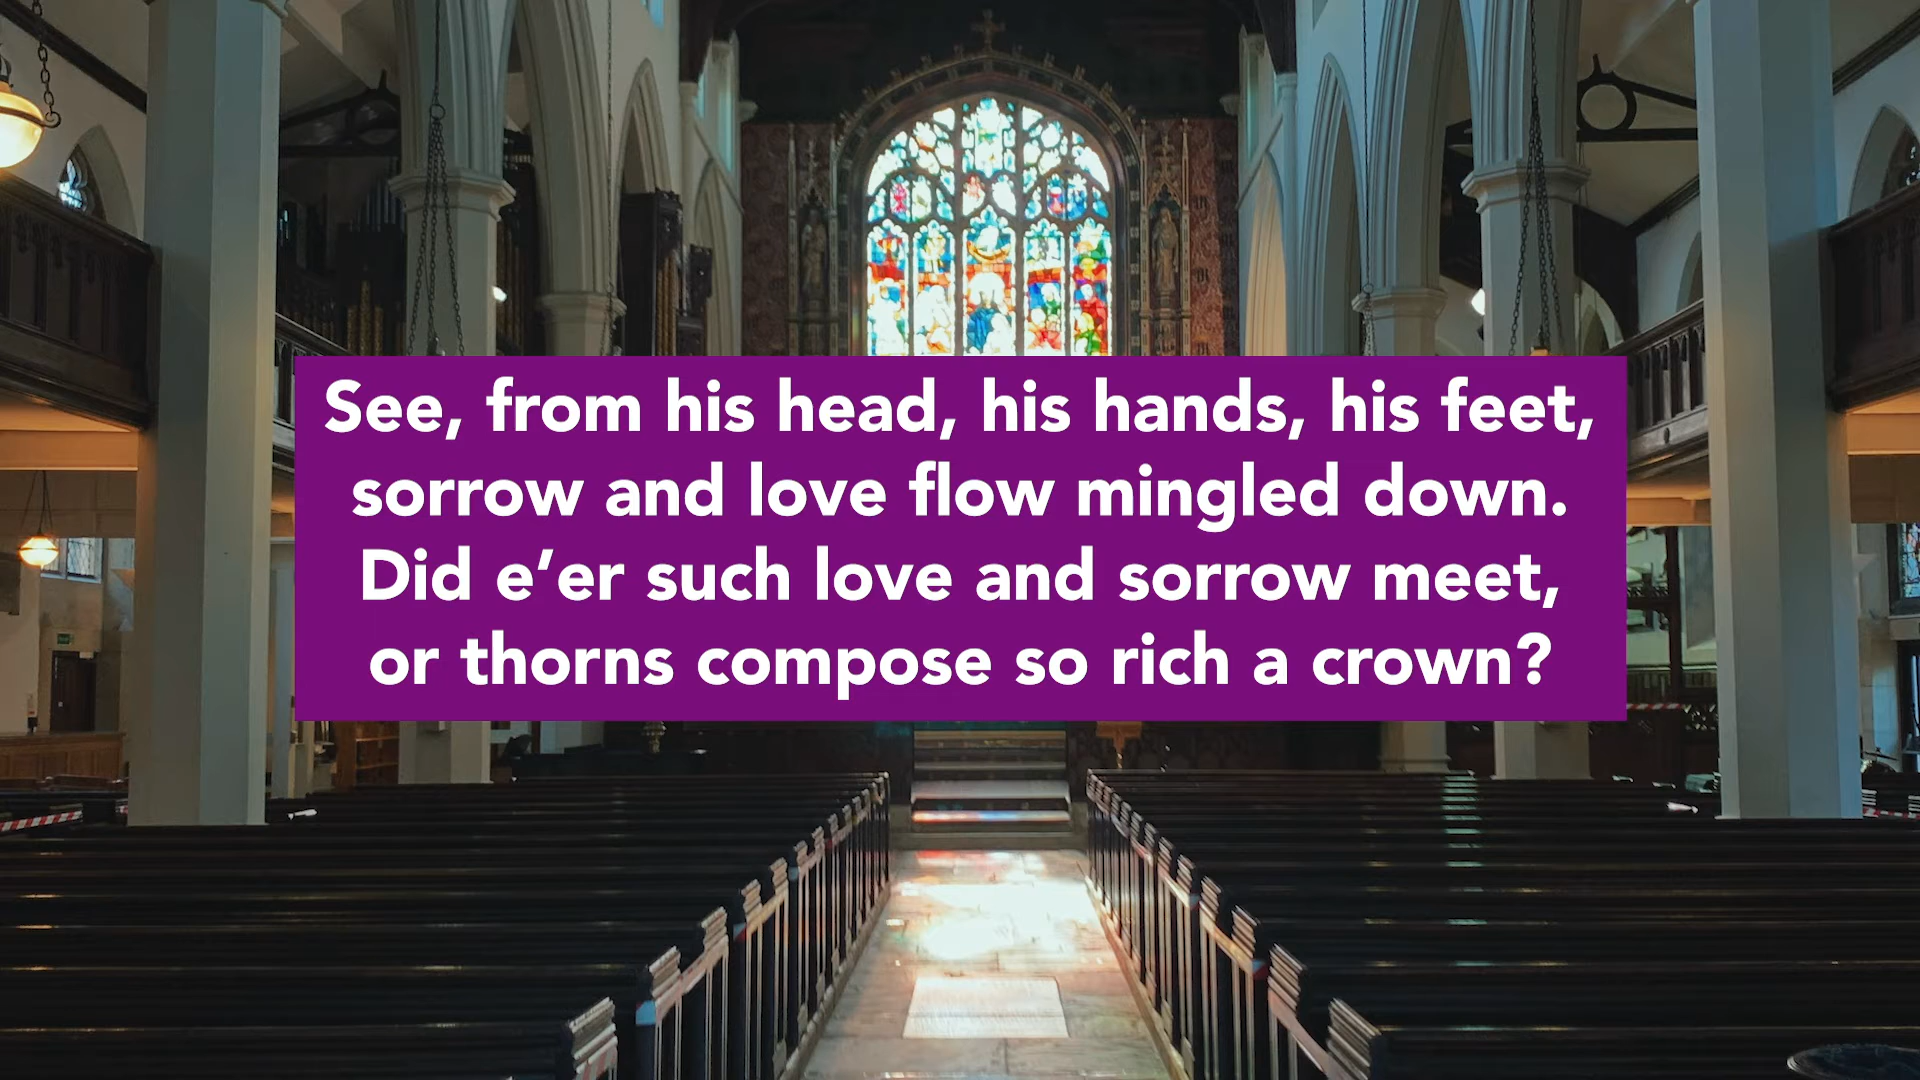 See, from his head, his hands, his feet,
sorrow and love flow mingled down.
Did e’er such love and sorrow meet,
or thorns compose so rich a crown?